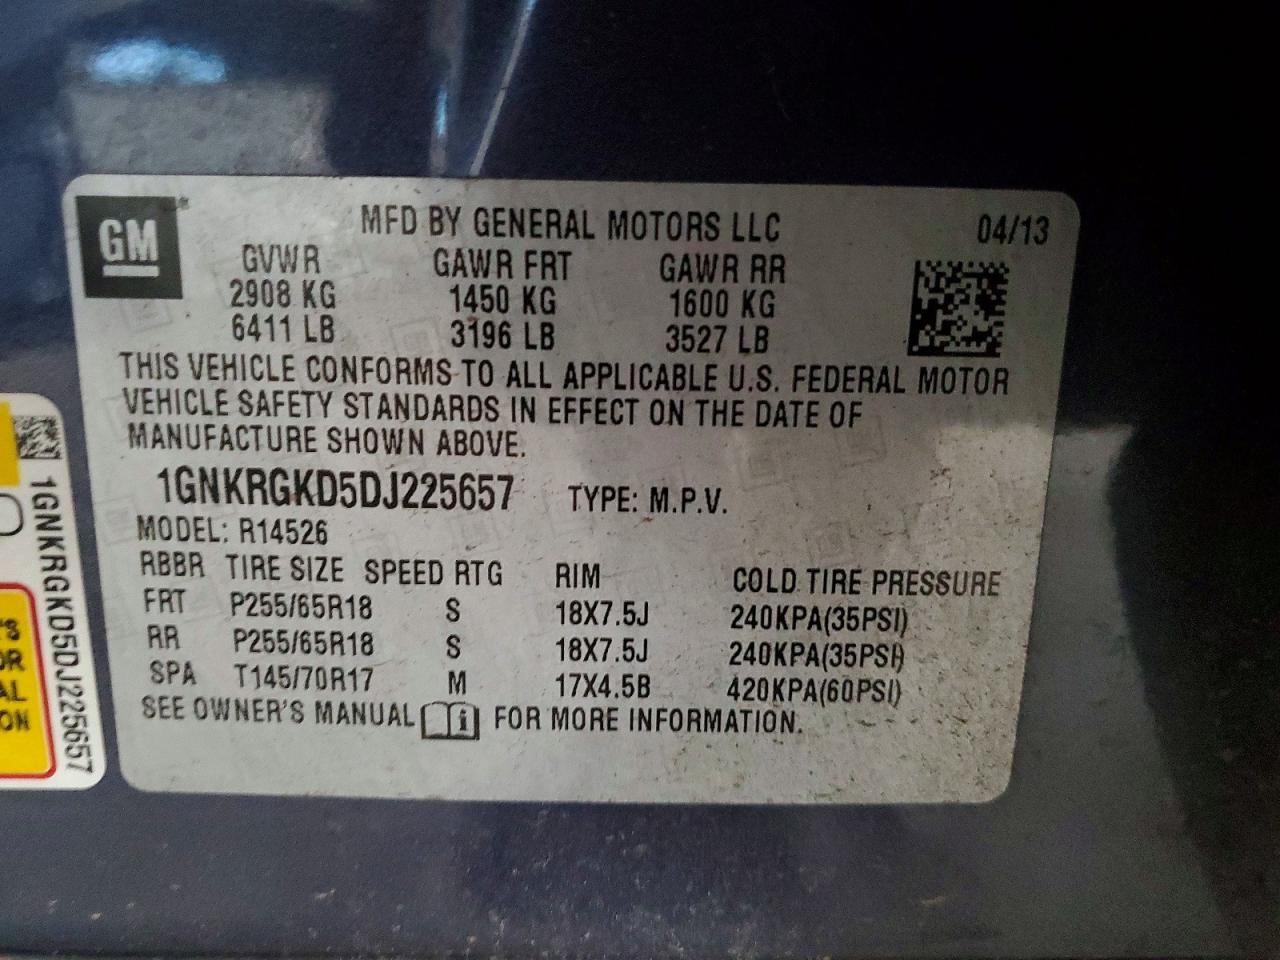 GM
MFD BY GENERAL MOTORS LLC 04/13
GVWR GAWR FRT GAWR RR
2908 KG 1450 KG 1600 KG
6411 LB 3196 LB 3527 LB
THIS VEHICLE CONFORMS TO ALL APPLICABLE U.S. FEDERAL MOTOR
VEHICLE SAFETY STANDARDS IN EFFECT ON THE DATE OF
MANUFACTURE SHOWN ABOVE.
1GNKRGKD5DJ225657 TYPE: M.P.V.
MODEL: R14526
RBBR TIRE SIZE SPEED RTG RIM COLD TIRE PRESSURE
FRT P255/65R18 S 18X7.5J 240KPA(35PSI)
RR P255/65R18 S 18X7.5J 240KPA(35PSI)
SPA T145/70R17 M 17X4.5B 420KPA(60PSI)
SEE OWNER'S MANUAL i FOR MORE INFORMATION.
1GNKRGKD5DJ225657